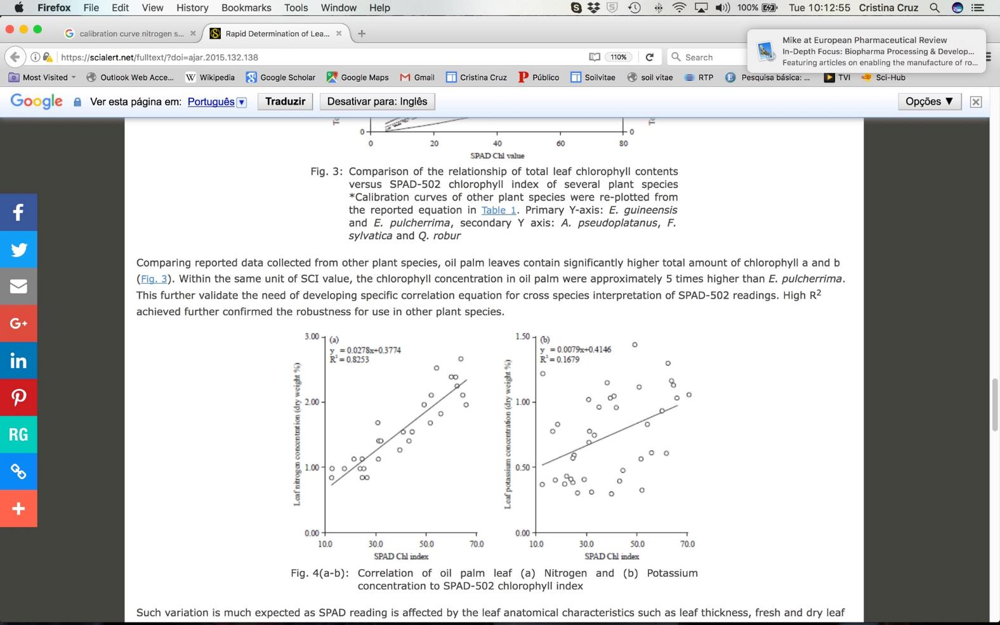 Firefox File Edit View History Bookmarks Tools Window Help 100% Tue 10:12:55 Cristina Cruz
calibration curve nitrogen s... Rapid Determination of Lea...
Mike at European Pharmaceutical Review
In-Depth Focus: Biopharma Processing & Develop...
Featuring articles on enabling the manufacture of ro...
https://scialert.net/fulltext/?doi=ajar.2015.132.138 110% Search
Most Visited Outlook Web Acce... Wikipedia Google Scholar Google Maps Gmail Cristina Cruz Público Soilvitae soil vitae RTP Pesquisa básica: ... TVI Sci-Hub
Google Ver esta página em: Português Traduzir Desativar para: Inglês Opções ▼
0 0
0 20 40 60 80
SPAD Chl value
Fig. 3: Comparison of the relationship of total leaf chlorophyll contents
versus SPAD-502 chlorophyll index of several plant species
*Calibration curves of other plant species were re-plotted from
the reported equation in Table 1. Primary Y-axis: E. guineensis
and E. pulcherrima, secondary Y axis: A. pseudoplatanus, F.
sylvatica and Q. robur
Comparing reported data collected from other plant species, oil palm leaves contain significantly higher total amount of chlorophyll a and b
(Fig. 3). Within the same unit of SCI value, the chlorophyll concentration in oil palm were approximately 5 times higher than E. pulcherrima.
This further validate the need of developing specific correlation equation for cross species interpretation of SPAD-502 readings. High R²
achieved further confirmed the robustness for use in other plant species.
(a)
y = 0.0278x+0.3774
R² = 0.8253
Leaf nitrogen concentration (dry weight %)
3.00
2.00
1.00
0.00
10.0 30.0 50.0 70.0
SPAD Chl index
(b)
y = 0.0079x+0.4146
R² = 0.1679
Leaf potassium concentration (dry weight %)
1.50
1.00
0.50
0.00
10.0 30.0 50.0 70.0
SPAD Chl index
Fig. 4(a-b): Correlation of oil palm leaf (a) Nitrogen and (b) Potassium
concentration to SPAD-502 chlorophyll index
Such variation is much expected as SPAD reading is affected by the leaf anatomical characteristics such as leaf thickness, fresh and dry leaf
f
G+
in
RG